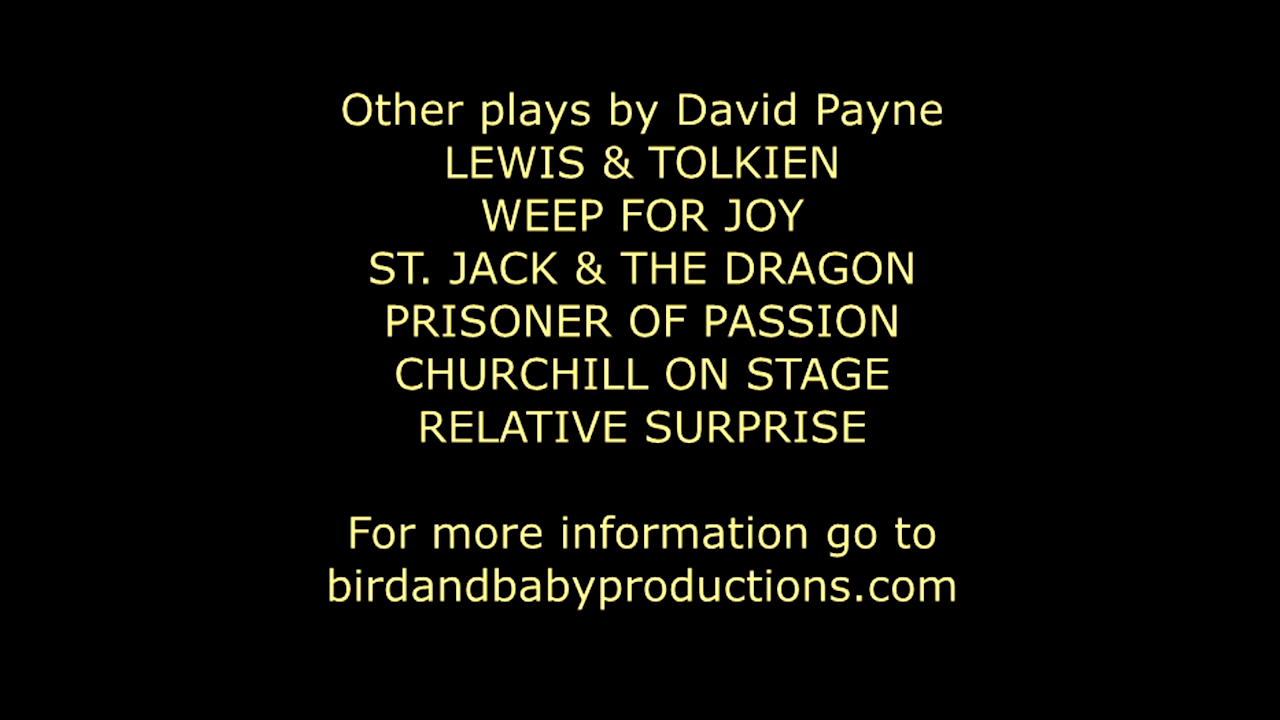 Other plays by David Payne
LEWIS & TOLKIEN
WEEP FOR JOY
ST. JACK & THE DRAGON
PRISONER OF PASSION
CHURCHILL ON STAGE
RELATIVE SURPRISE
For more information go to
birdandbabyproductions.com